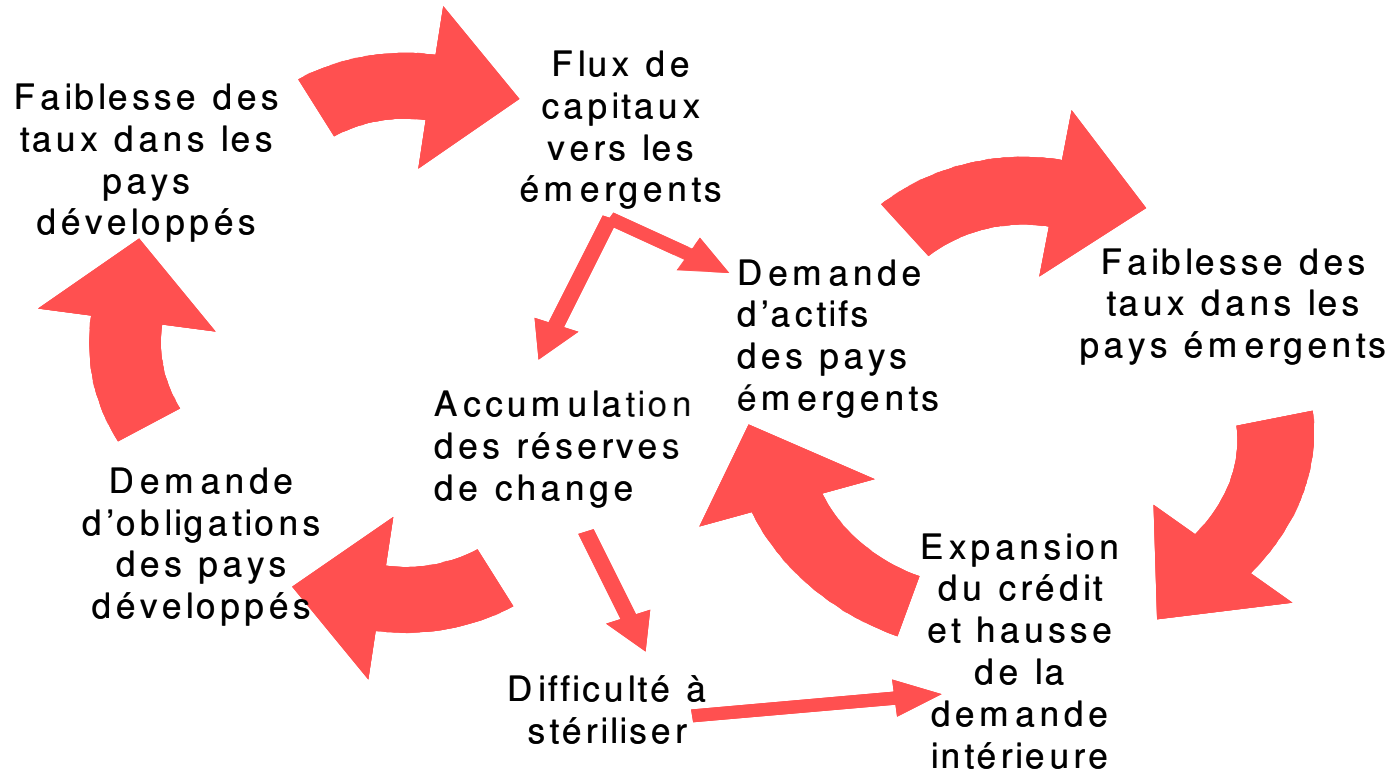 Faiblesse des
taux dans les
pays
développés
Flux de
capitaux
vers les
émergents
Demande
d’actifs
des pays
émergents
Faiblesse des
taux dans les
pays émergents
Accumulation
des réserves
de change
Demande
d’obligations
des pays
développés
Expansion
du crédit
et hausse
de la
demande
intérieure
Difficulté à
stériliser